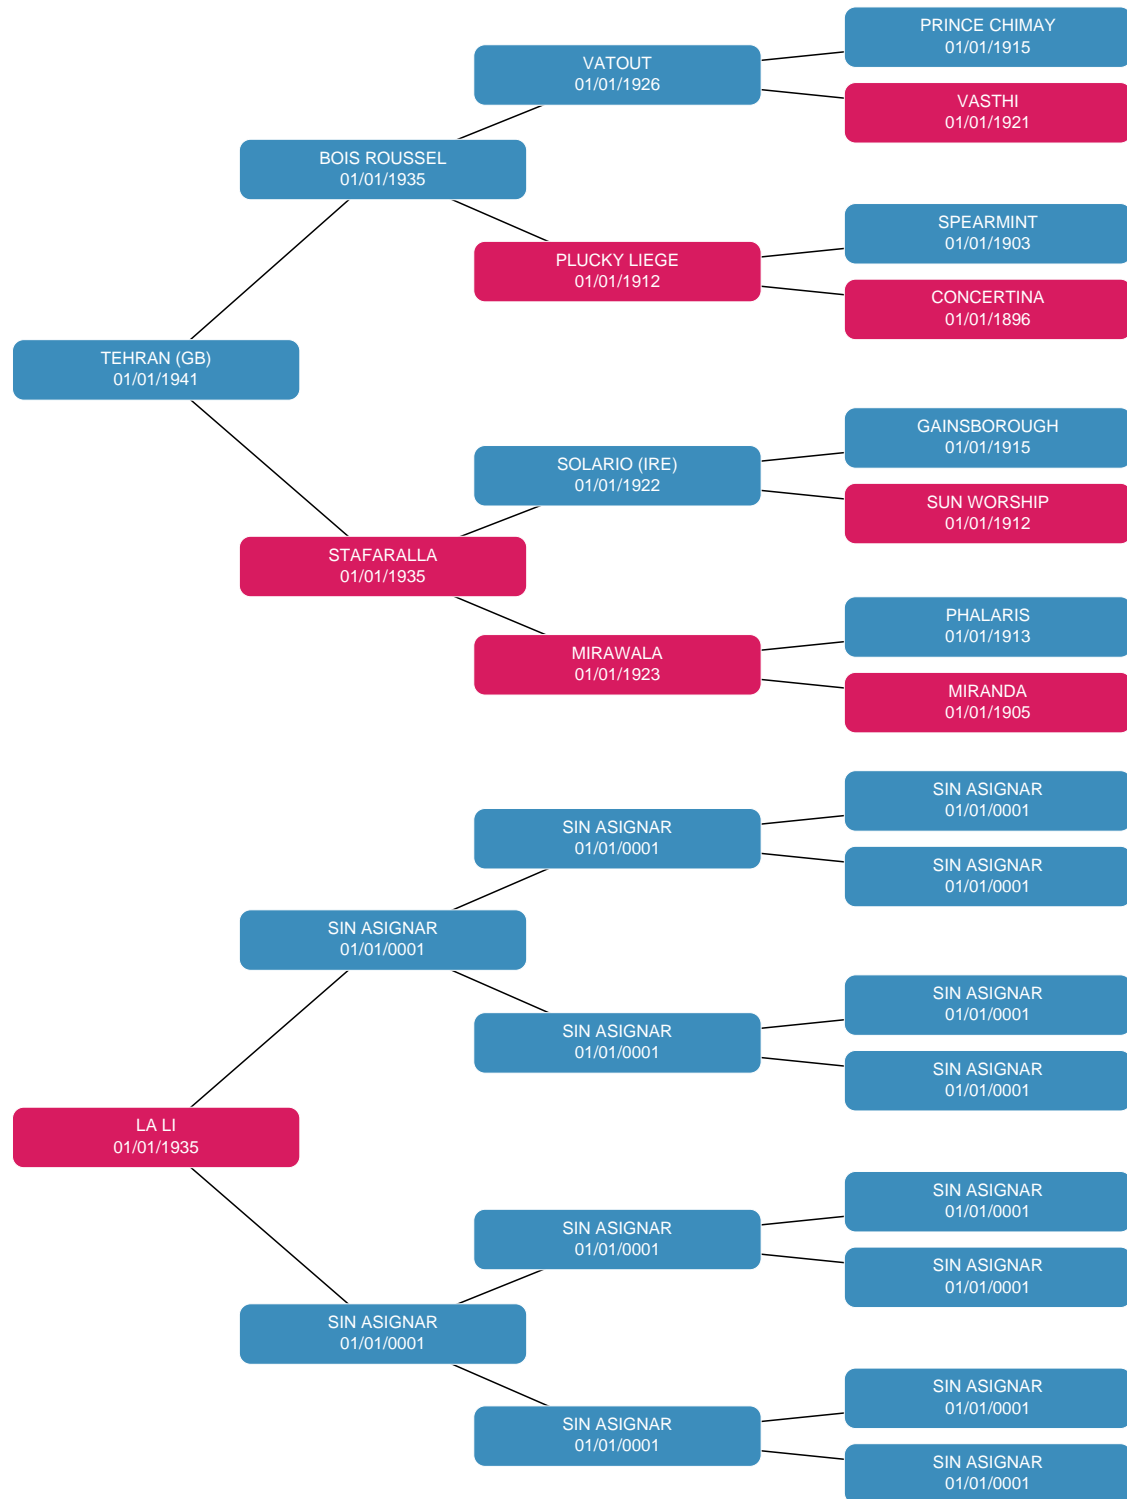 PRINCE CHIMAY
01/01/1915
VATOUT
01/01/1926
VASTHI
01/01/1921
BOIS ROUSSEL
01/01/1935
SPEARMINT
01/01/1903
PLUCKY LIEGE
01/01/1912
CONCERTINA
01/01/1896
TEHRAN (GB)
01/01/1941
GAINSBOROUGH
01/01/1915
SOLARIO (IRE)
01/01/1922
SUN WORSHIP
01/01/1912
STAFARALLA
01/01/1935
PHALARIS
01/01/1913
MIRAWALA
01/01/1923
MIRANDA
01/01/1905
SIN ASIGNAR
01/01/0001
SIN ASIGNAR
01/01/0001
SIN ASIGNAR
01/01/0001
SIN ASIGNAR
01/01/0001
SIN ASIGNAR
01/01/0001
SIN ASIGNAR
01/01/0001
SIN ASIGNAR
01/01/0001
LA LI
01/01/1935
SIN ASIGNAR
01/01/0001
SIN ASIGNAR
01/01/0001
SIN ASIGNAR
01/01/0001
SIN ASIGNAR
01/01/0001
SIN ASIGNAR
01/01/0001
SIN ASIGNAR
01/01/0001
SIN ASIGNAR
01/01/0001